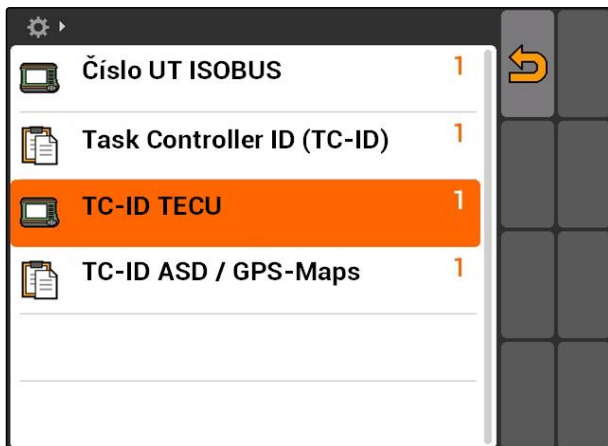 Číslo UT ISOBUS 1
Task Controller ID (TC-ID) 1
TC-ID TECU 1
TC-ID ASD / GPS-Maps 1